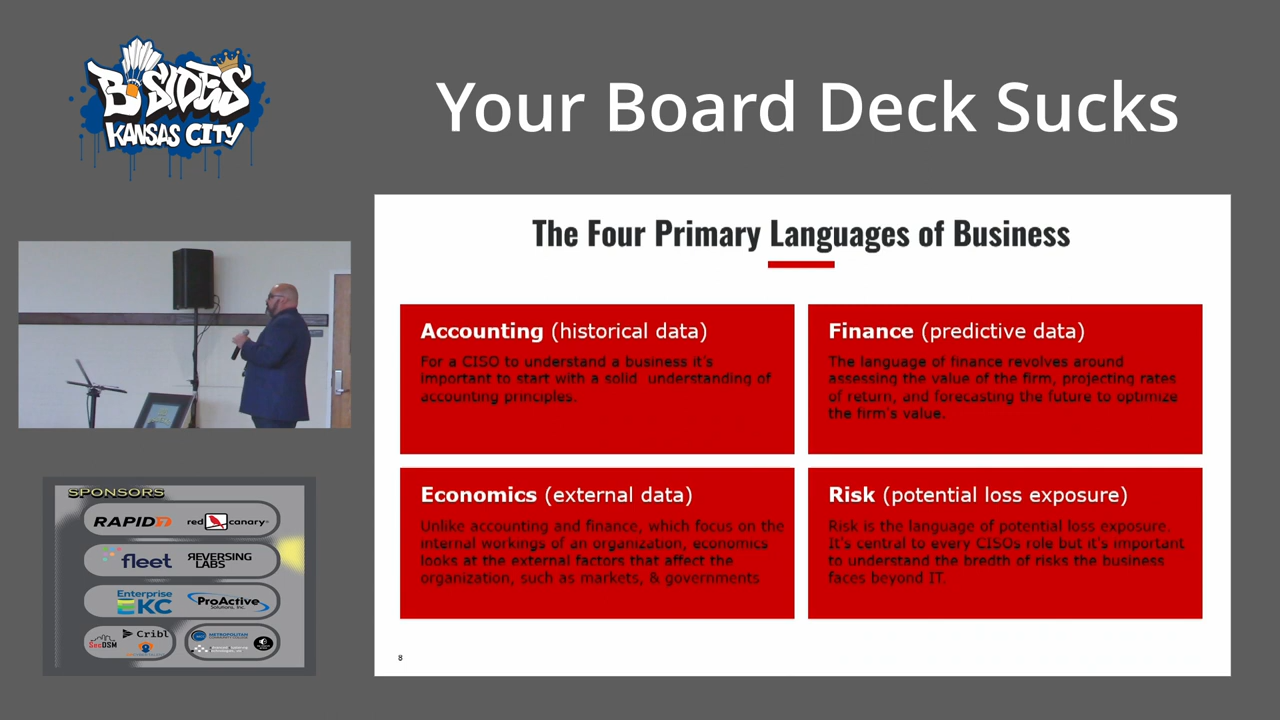 B SIDES
KANSAS CITY
Your Board Deck Sucks
The Four Primary Languages of Business
Accounting (historical data)
For a CISO to understand a business it's
important to start with a solid understanding of
accounting principles.
Finance (predictive data)
The language of finance revolves around
assessing the value of the firm, projecting rates
of return, and forecasting the future to optimize
the firm's value.
Economics (external data)
Unlike accounting and finance, which focus on the
internal workings of an organization, economics
looks at the external factors that affect the
organization, such as markets, & governments
Risk (potential loss exposure)
Risk is the language of potential loss exposure.
It's central to every CISOs role but it's important
to understand the bredth of risks the business
faces beyond IT.
8
SPONSORS
RAPID7
red canary
fleet
REVERSING
LABS
Enterprise
KC
ProActive
Solutions, Inc.
SecDSM
Cribl
METROPOLITAN